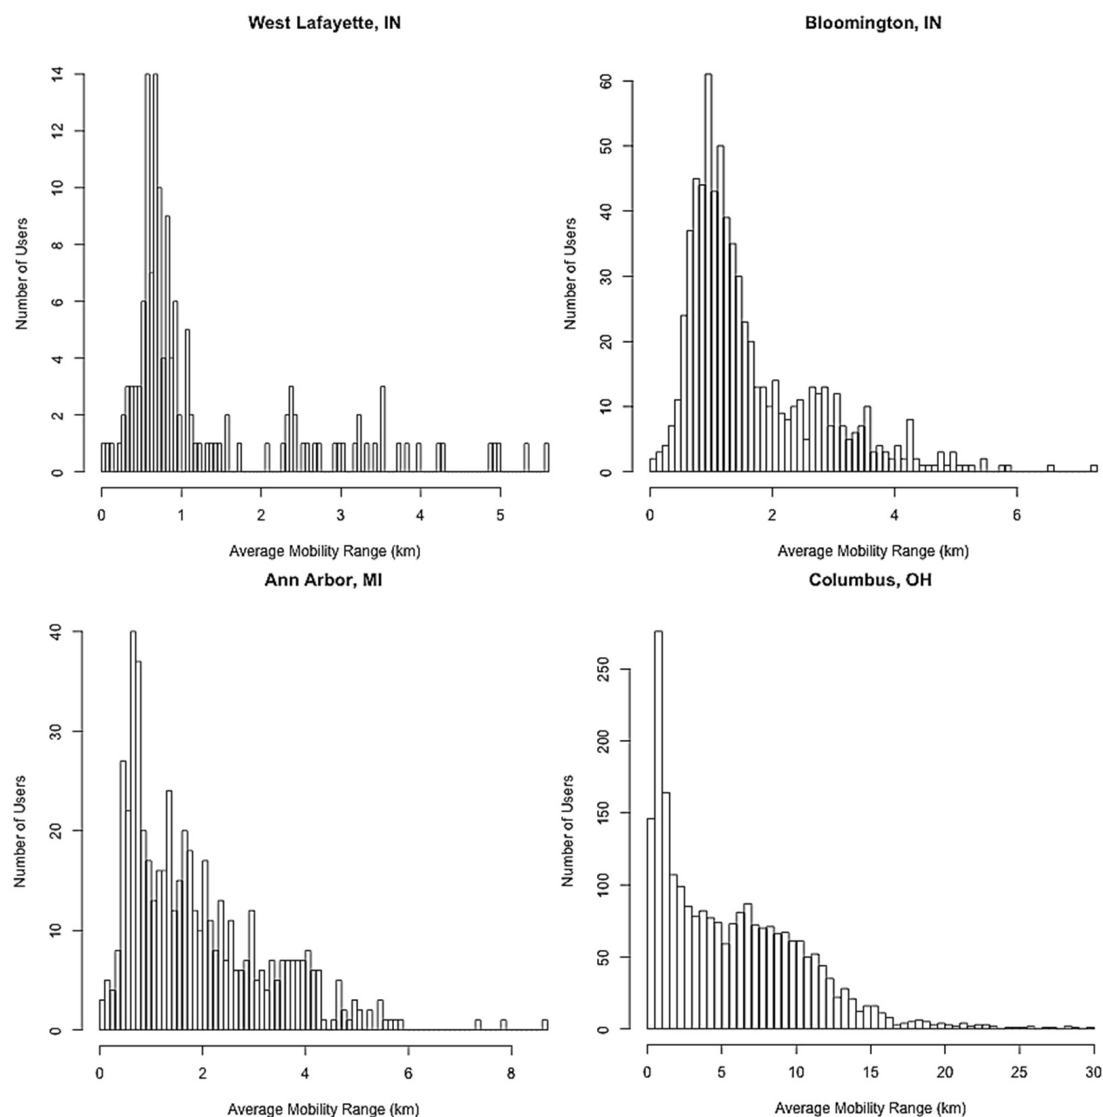 West Lafayette, IN
Number of Users
0 2 4 6 8 10 12 14
0 1 2 3 4 5
Average Mobility Range (km)
Bloomington, IN
Number of Users
0 10 20 30 40 50 60
0 2 4 6
Average Mobility Range (km)
Ann Arbor, MI
Number of Users
0 10 20 30 40
0 2 4 6 8
Average Mobility Range (km)
Columbus, OH
Number of Users
0 50 100 150 200 250
0 5 10 15 20 25 30
Average Mobility Range (km)